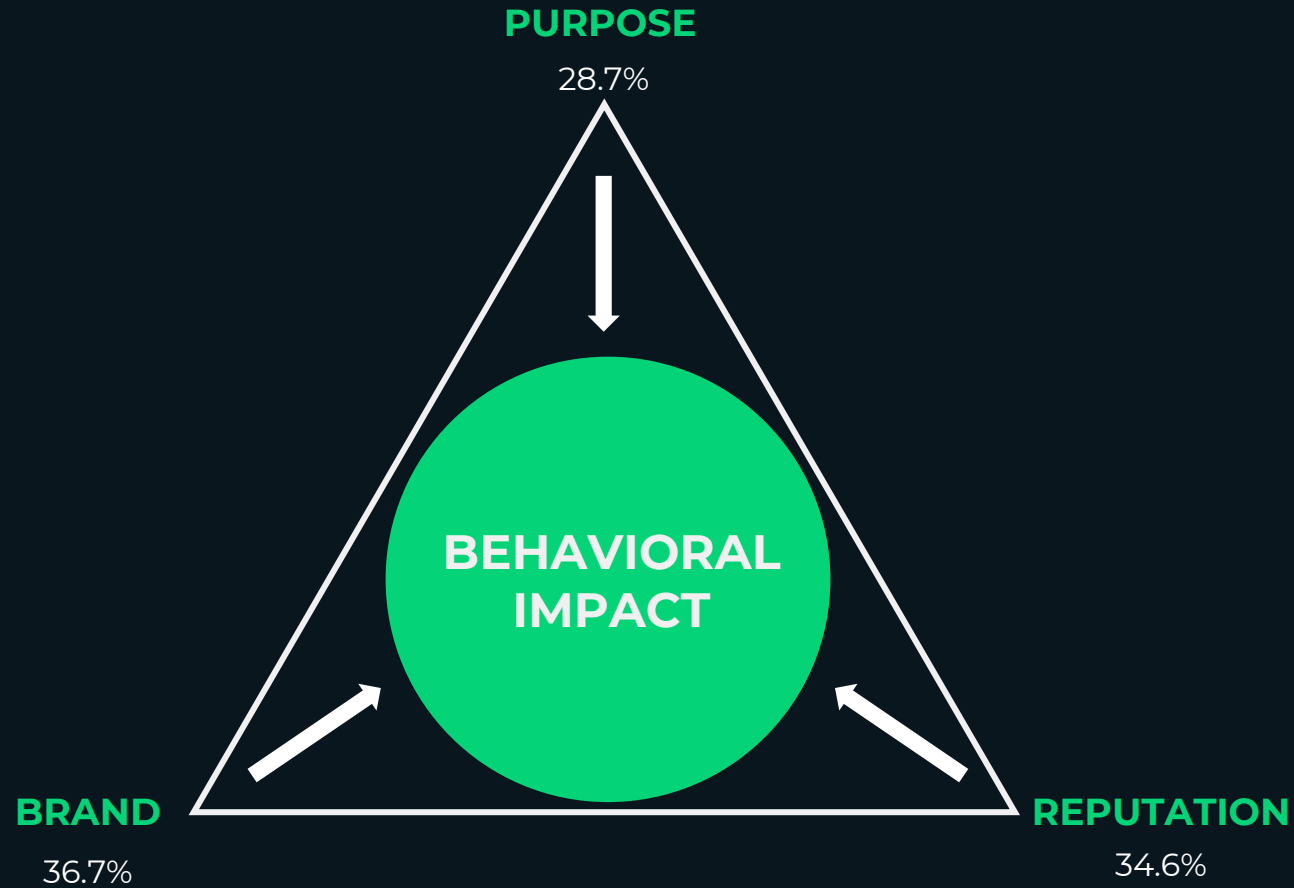 PURPOSE
28.7%
BEHAVIORAL
IMPACT
BRAND
36.7%
REPUTATION
34.6%